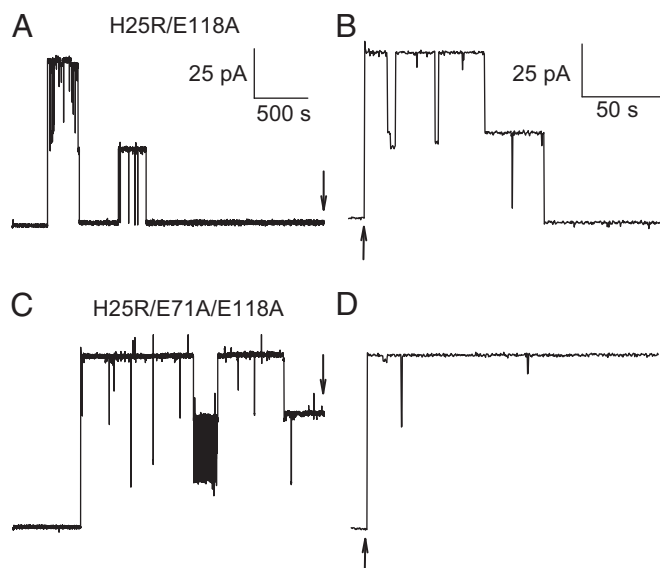 A
H25R/E118A
25 pA
500 s
B
25 pA
50 s
C
H25R/E71A/E118A
D